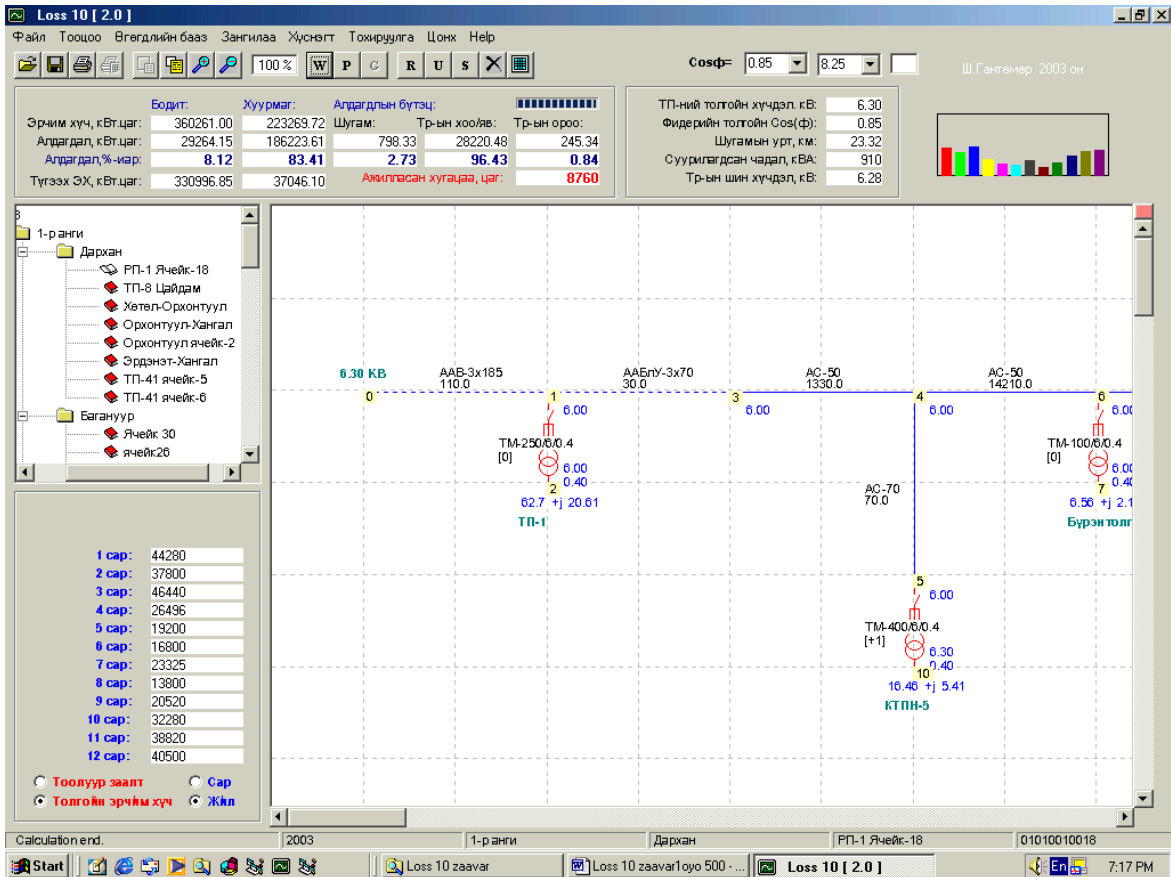 Loss 10 [ 2.0 ]
Файл Тооцоо Өгөгдлийн бааз Зангилаа Хүснэгт Тохируулга Цонх Help
100 % W P C R U S Cosф= 0.85 8.25 Ш.Гантөмөр 2003 он
Бодит: Хуурмаг: Алдагдлын бүтэц:
Эрчим хүч, кВт.цаг: 360261.00 223269.72 Шугам: Тр-ын хоо/яв: Тр-ын ороо:
Алдагдал, кВт.цаг: 29264.15 186223.61 798.33 28220.48 245.34
Алдагдал,%-иар: 8.12 83.41 2.73 96.43 0.84
Түгээх ЭХ, кВт.цаг: 330996.85 37046.10 Ажилласан хугацаа, цаг: 8760
ТП-ний толгойн хүчдэл. кВ: 6.30
Фидерийн толгойн Cos(ф): 0.85
Шугамын урт, км: 23.32
Суурилагдсан чадал, кВА: 910
Тр-ын шин хүчдэл, кВ: 6.28
1-р анги
Дархан
РП-1 Ячейк-18
ТП-8 Цайдам
Хөтөл-Орхонтуул
Орхонтуул-Хангал
Орхонтуул ячейк-2
Эрдэнэт-Хангал
ТП-41 ячейк-5
ТП-41 ячейк-6
Багануур
Ячейк 30
ячейк26
6.30 КВ ААВ-3x185 ААБлУ-3x70 АС-50 АС-50
110.0 30.0 1330.0 14210.0
0 1 3 4 6
6.00 6.00 6.00 6.00
ТМ-250/6/0.4 ТМ-100/6/0.4
[0] [0]
6.00 6.00
0.40 0.40
2 7
62.7 +j 20.61 6.56 +j 2.1
ТП-1 Бүрэнтолг
АС-70
70.0
5
6.00
ТМ-400/6/0.4
[+1]
6.30
0.40
10
16.46 +j 5.41
КТПН-5
1 сар: 44280
2 сар: 37800
3 сар: 46440
4 сар: 26496
5 сар: 19200
6 сар: 16800
7 сар: 23325
8 сар: 13800
9 сар: 20520
10 сар: 32280
11 сар: 38820
12 сар: 40500
Тоолуур заалт Сар
Толгойн эрчим хүч Жил
Calculation end. 2003 1-р анги Дархан РП-1 Ячейк-18 01010010018
Start Loss 10 zaavar Loss 10 zaavar1oyo 500 - ... Loss 10 [ 2.0 ] En 7:17 PM